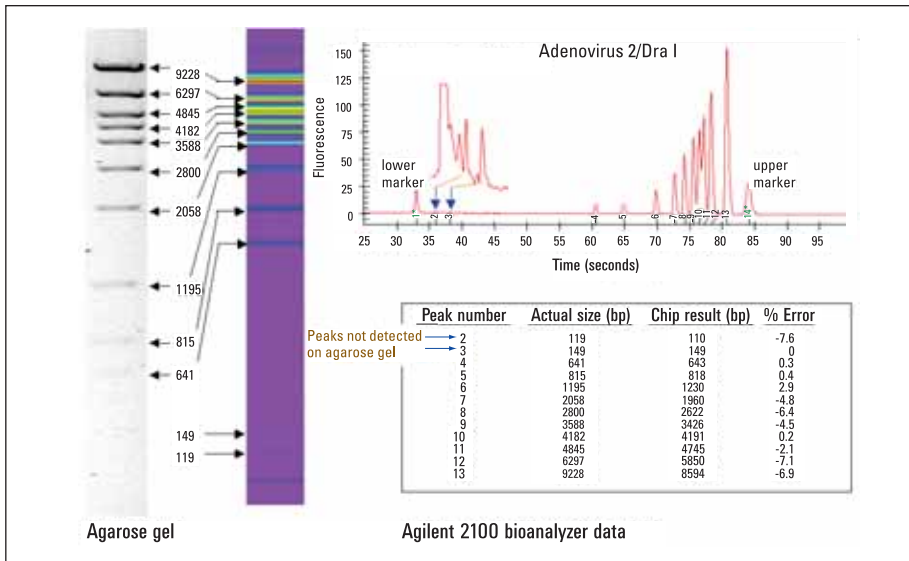 9228
6297
4845
4182
3588
2800
2058
1195
815
641
149
119
Agarose gel
Adenovirus 2/Dra I
Fluorescence
150
125
100
75
50
25
0
lower
marker
upper
marker
1* 2 3 4 5 6 7 8 9 10 11 12 13 14*
25 30 35 40 45 50 55 60 65 70 75 80 85 90 95
Time (seconds)
Peaks not detected
on agarose gel
Peak number Actual size (bp) Chip result (bp) % Error
2 119 110 -7.6
3 149 149 0
4 641 643 0.3
5 815 818 0.4
6 1195 1230 2.9
7 2058 1960 -4.8
8 2800 2622 -6.4
9 3588 3426 -4.5
10 4182 4191 0.2
11 4845 4745 -2.1
12 6297 5850 -7.1
13 9228 8594 -6.9
Agilent 2100 bioanalyzer data